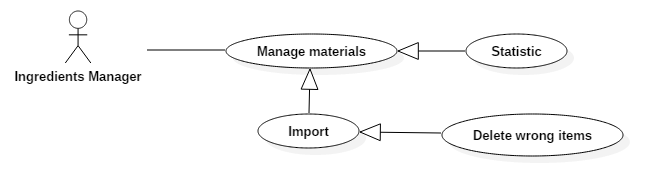 Manage materials
Statistic
Ingredients Manager
Import
Delete wrong items